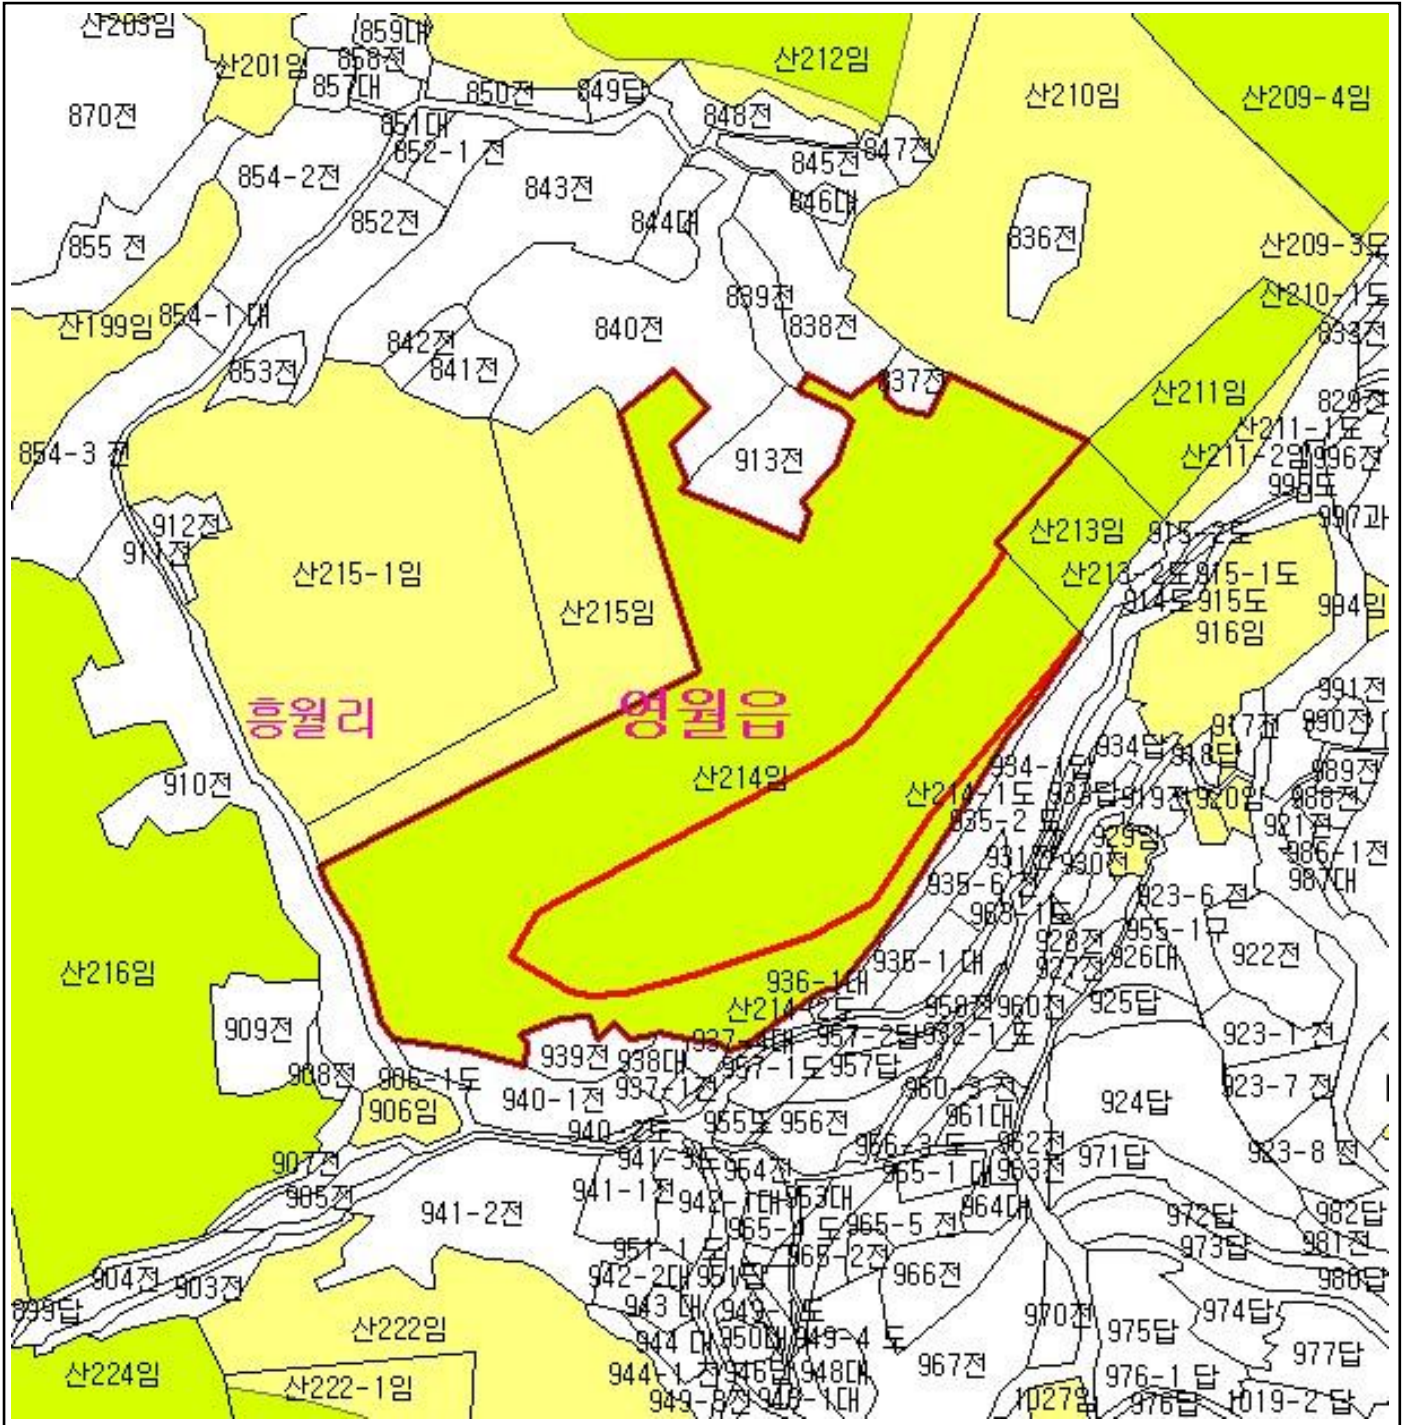 산203임
859대
산201임
858전
857대
산212임
850전
849답
산210임
산209-4임
870전
848전
851대
852-1 전
845전
847전
854-2전
843전
846대
852전
844대
836전
855 전
산209-3도
839전
산210-1도
산199임
854-1 대
840전
838전
833전
842전
841전
853전
837전
산211임
829전
산211-1도
854-3 전
913전
산211-2임
996전
995도
912전
997과
산213임
915-2도
911전
산215-1임
산213-2도
915-1도
산215임
914도
915도
994임
916임
991전
흥월리
영월읍
990전
917전
934답
918답
산214임
934-1답
989전
910전
산214-1도
933답
919전
920임
988전
935-2 도
921전
929임
931전
930전
986-1전
935-6 전
987대
923-6 전
963-1도
955-1구
928전
926대
922전
산216임
935-1 대
927전
936-1대
925답
산214-2도
958전
960전
909전
957-2답
932-1 도
923-1 전
937-4대
939전
938대
957-1도
957답
908전
906-1도
937-1전
960-3 전
923-7 전
906임
940-1전
961대
924답
955도
956전
940-2도
956-3 도
962전
941-3도
971답
923-8 전
907전
954전
965-1 대
963전
905전
941-1전
942-1대
953대
964대
941-2전
965-4 도
965-5 전
972답
982답
951-1 도
965-2전
973답
981전
904전
942-2대
951답
966전
980답
903전
943 대
949-1도
899답
970전
974답
산222임
944 대
950대
949-4 도
975답
977답
산224임
944-1 전
946답
948대
967전
976-1 답
산222-1임
949-3전
948-1대
1027임
976답
1019-2 답